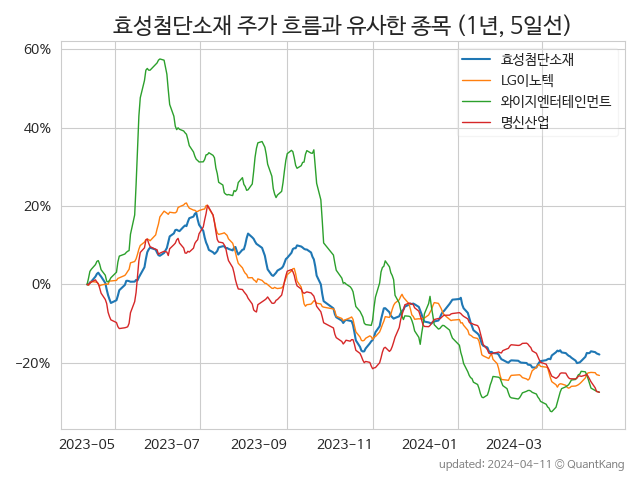 효성첨단소재 주가 흐름과 유사한 종목 (1년, 5일선)
효성첨단소재
LG이노텍
와이지엔터테인먼트
명신산업
60%
40%
20%
0%
−20%
2023−05 2023−07 2023−09 2023−11 2024−01 2024−03
updated: 2024−04−11 © QuantKang